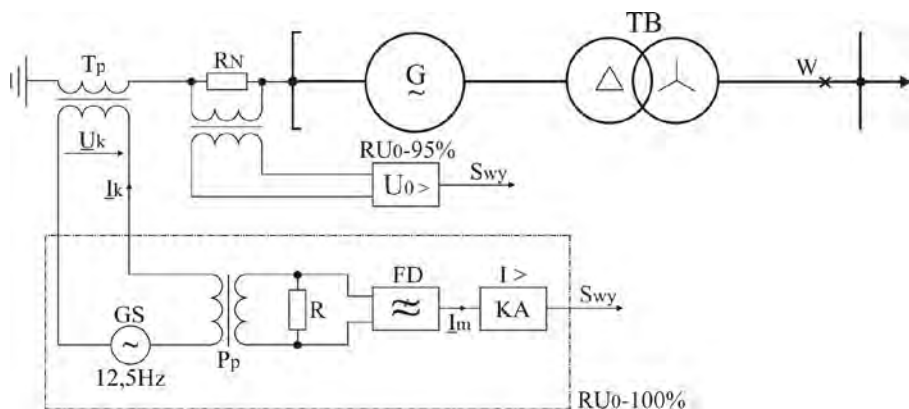 TB
Tp
RN
G
~
W
Uk
RU0-95%
U0 >
Swy
Ik
FD
I >
Swy
GS
R
KA
~
Im
Pp
12,5Hz
RU0-100%